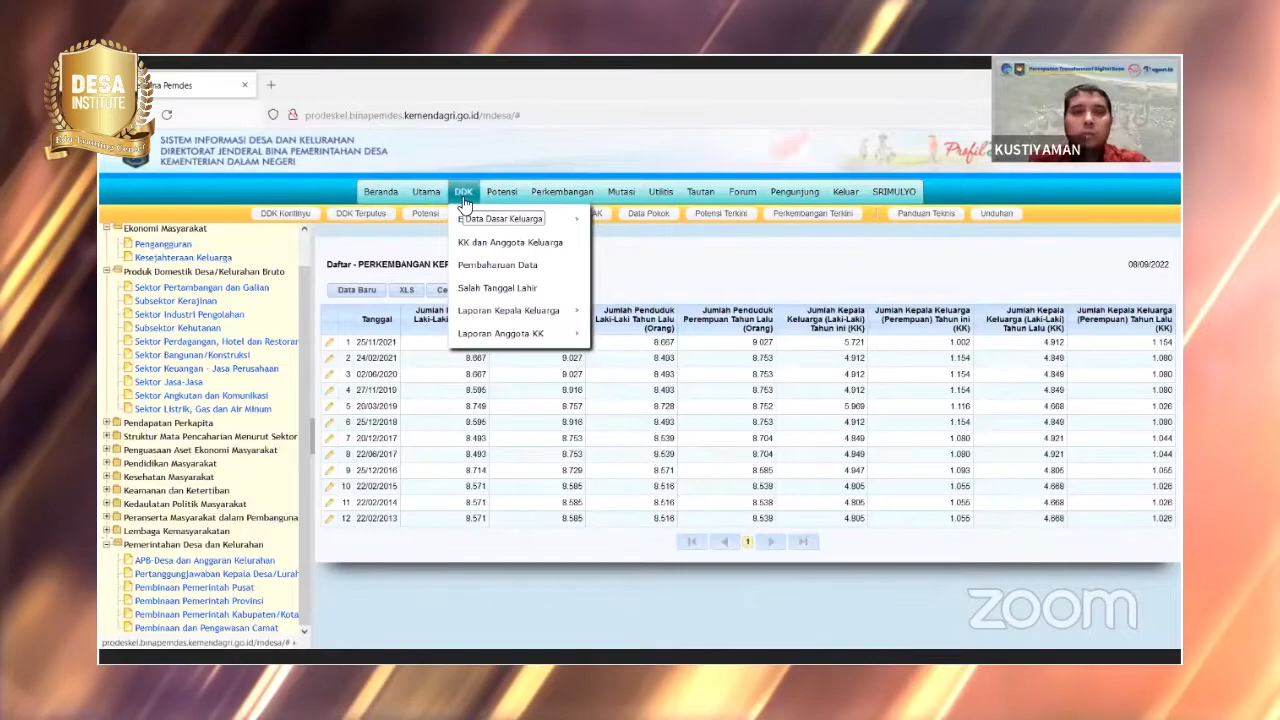 DESA
INSTITUTE
Edu Training Center
na Pemdes
prodeskel.binapemdes.kemendagri.go.id/mdesa/#
KUSTIYAMAN
SISTEM INFORMASI DESA DAN KELURAHAN
DIREKTORAT JENDERAL BINA PEMERINTAHAN DESA
KEMENTERIAN DALAM NEGERI
Profil
Beranda Utama DDK Potensi Perkembangan Mutasi Utilitis Tautan Forum Pengunjung Keluar SRIMULYO
DDK Kontinyu DDK Terputus Potensi AK Data Pokok Potensi Terkini Perkembangan Terkini Panduan Teknis Unduhan
Data Dasar Keluarga
KK dan Anggota Keluarga
Pembaharuan Data
Salah Tanggal Lahir
Laporan Kepala Keluarga
Laporan Anggota KK
Ekonomi Masyarakat
Pengangguran
Kesejahteraan Keluarga
Produk Domestik Desa/Kelurahan Bruto
Sektor Pertambangan dan Galian
Subsektor Kerajinan
Sektor Industri Pengolahan
Subsektor Kehutanan
Sektor Perdagangan, Hotel dan Restoran
Sektor Bangunan/Konstruksi
Sektor Keuangan - Jasa Perusahaan
Sektor Jasa-Jasa
Sektor Angkutan dan Komunikasi
Sektor Listrik, Gas dan Air Minum
Pendapatan Perkapita
Struktur Mata Pencaharian Menurut Sektor
Penguasaan Aset Ekonomi Masyarakat
Pendidikan Masyarakat
Kesehatan Masyarakat
Keamanan dan Ketertiban
Kedaulatan Politik Masyarakat
Peranserta Masyarakat dalam Pembanguna
Lembaga Kemasyarakatan
Pemerintahan Desa dan Kelurahan
APB-Desa dan Anggaran Kelurahan
Pertanggungjawaban Kepala Desa/Lurah
Pembinaan Pemerintah Pusat
Pembinaan Pemerintah Provinsi
Pembinaan Pemerintah Kabupaten/Kota
Pembinaan dan Pengawasan Camat
prodeskel.binapemdes.kemendagri.go.id/mdesa/#
Daftar - PERKEMBANGAN KEP 08/09/2022
Data Baru XLS Ce
Tanggal
Jumlah Penduduk Laki-Laki Tahun Lalu (Orang)
Jumlah Penduduk Perempuan Tahun Lalu (Orang)
Jumlah Kepala Keluarga (Laki-Laki) Tahun ini (KK)
Jumlah Kepala Keluarga (Perempuan) Tahun ini (KK)
Jumlah Kepala Keluarga (Laki-Laki) Tahun Lalu (KK)
Jumlah Kepala Keluarga (Perempuan) Tahun Lalu (KK)
1 25/11/2021 8.667 9.027 5.721 1.002 4.912 1.154
2 24/02/2021 8.667 9.027 8.493 8.753 4.912 1.154 4.849 1.080
3 02/06/2020 8.667 9.027 8.493 8.753 4.912 1.154 4.849 1.080
4 27/11/2019 8.595 8.916 8.493 8.753 4.912 1.154 4.849 1.080
5 20/03/2019 8.749 8.757 8.728 8.752 5.969 1.116 4.668 1.026
6 25/12/2018 8.595 8.916 8.493 8.753 4.912 1.154 4.849 1.080
7 20/12/2017 8.493 8.753 8.539 8.704 4.849 1.080 4.921 1.044
8 22/06/2017 8.493 8.753 8.539 8.704 4.849 1.080 4.921 1.044
9 25/12/2016 8.714 8.729 8.571 8.585 4.947 1.093 4.805 1.055
10 22/02/2015 8.571 8.585 8.516 8.538 4.805 1.055 4.668 1.026
11 22/02/2014 8.571 8.585 8.516 8.538 4.805 1.055 4.668 1.026
12 22/02/2013 8.571 8.585 8.516 8.538 4.805 1.055 4.668 1.026
1
zoom